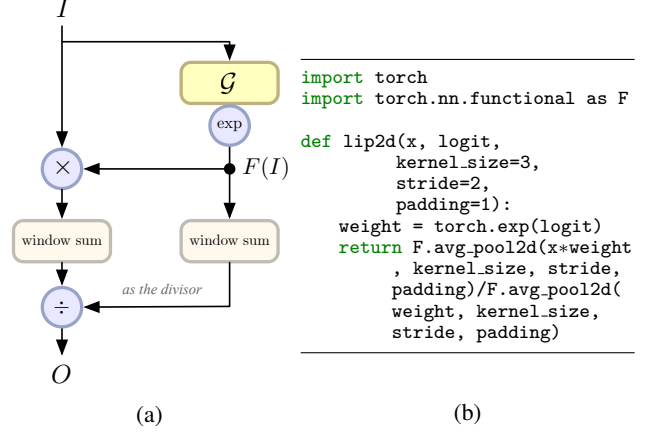 I
G
exp
× F(I)
window sum window sum
as the divisor
÷
O
(a)
import torch
import torch.nn.functional as F
def lip2d(x, logit,
kernel_size=3,
stride=2,
padding=1):
weight = torch.exp(logit)
return F.avg_pool2d(x*weight
, kernel_size, stride,
padding)/F.avg_pool2d(
weight, kernel_size,
stride, padding)
(b)